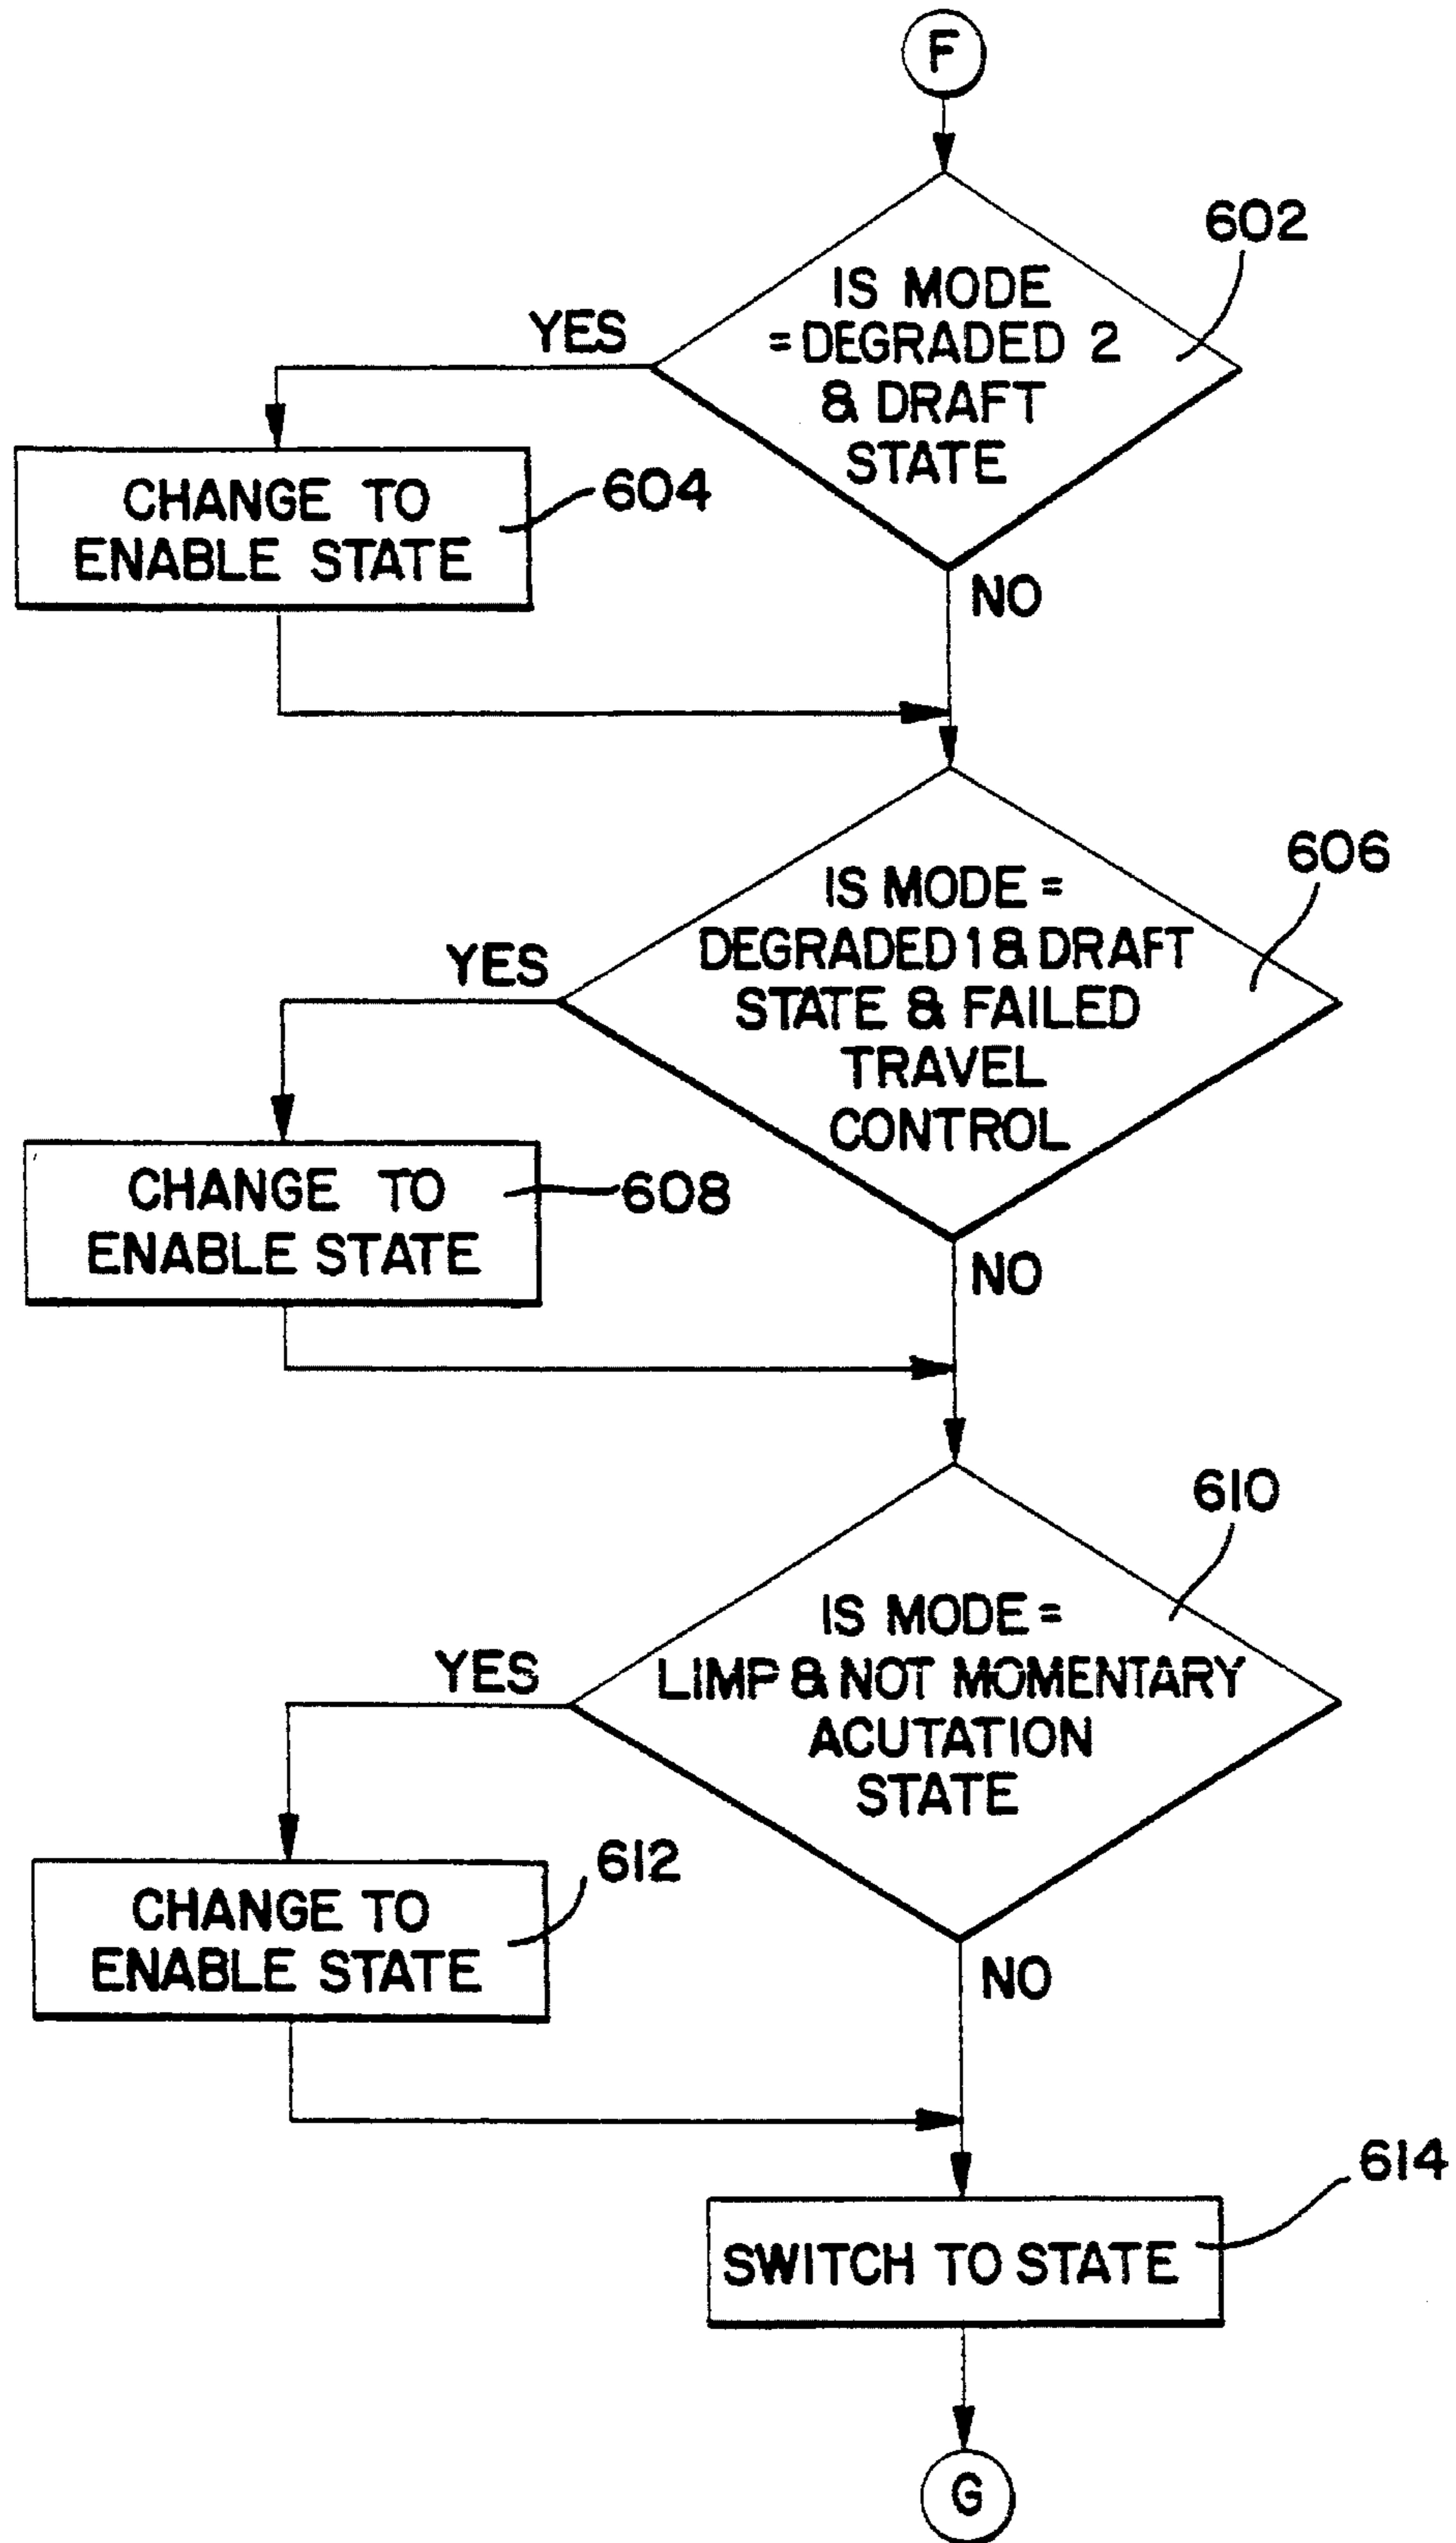 F
602
IS MODE
= DEGRADED 2
& DRAFT
STATE
YES
NO
CHANGE TO
ENABLE STATE
604
606
IS MODE =
DEGRADED 1 & DRAFT
STATE & FAILED
TRAVEL
CONTROL
YES
NO
CHANGE TO
ENABLE STATE
608
610
IS MODE =
LIMP & NOT MOMENTARY
ACUTATION
STATE
YES
NO
CHANGE TO
ENABLE STATE
612
614
SWITCH TO STATE
G